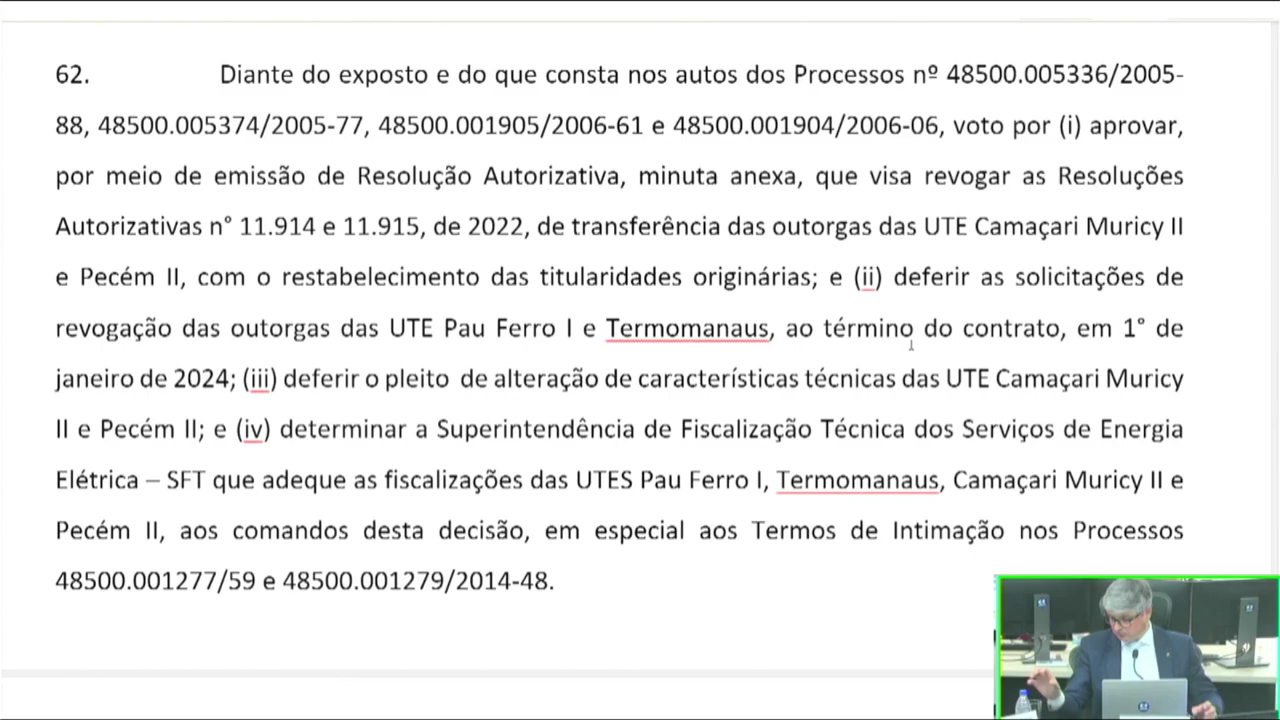 62. Diante do exposto e do que consta nos autos dos Processos nº 48500.005336/2005-
88, 48500.005374/2005-77, 48500.001905/2006-61 e 48500.001904/2006-06, voto por (i) aprovar,
por meio de emissão de Resolução Autorizativa, minuta anexa, que visa revogar as Resoluções
Autorizativas n° 11.914 e 11.915, de 2022, de transferência das outorgas das UTE Camaçari Muricy II
e Pecém II, com o restabelecimento das titularidades originárias; e (ii) deferir as solicitações de
revogação das outorgas das UTE Pau Ferro I e Termomanaus, ao término do contrato, em 1° de
janeiro de 2024; (iii) deferir o pleito de alteração de características técnicas das UTE Camaçari Muricy
II e Pecém II; e (iv) determinar a Superintendência de Fiscalização Técnica dos Serviços de Energia
Elétrica – SFT que adeque as fiscalizações das UTES Pau Ferro I, Termomanaus, Camaçari Muricy II e
Pecém II, aos comandos desta decisão, em especial aos Termos de Intimação nos Processos
48500.001277/59 e 48500.001279/2014-48.